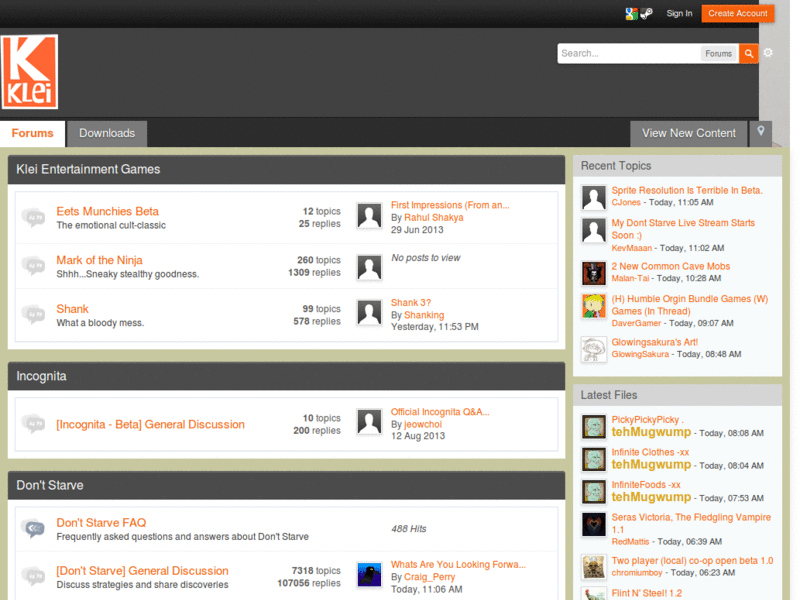 Sign In
Create Account
K
KLei
Search...
Forums
Forums
Downloads
View New Content
Klei Entertainment Games
Eets Munchies Beta
The emotional cult-classic
12 topics
25 replies
First Impressions (From an...
By Rahul Shakya
29 Jun 2013
Mark of the Ninja
Shhh...Sneaky stealthy goodness.
260 topics
1309 replies
No posts to view
Shank
What a bloody mess.
99 topics
578 replies
Shank 3?
By Shanking
Yesterday, 11:53 PM
Incognita
[Incognita - Beta] General Discussion
10 topics
200 replies
Official Incognita Q&A...
By jeowchoi
12 Aug 2013
Don't Starve
Don't Starve FAQ
Frequently asked questions and answers about Don't Starve
488 Hits
[Don't Starve] General Discussion
Discuss strategies and share discoveries
7318 topics
107056 replies
Whats Are You Looking Forwa...
By Craig_Perry
Today, 11:06 AM
Recent Topics
Sprite Resolution Is Terrible In Beta.
CJones - Today, 11:05 AM
My Dont Starve Live Stream Starts
Soon :)
KevMaaan - Today, 11:02 AM
2 New Common Cave Mobs
Malan-Tai - Today, 10:28 AM
(H) Humble Orgin Bundle Games (W)
Games (In Thread)
DaverGamer - Today, 09:07 AM
Glowingsakura's Art!
GlowingSakura - Today, 08:48 AM
Latest Files
PickyPickyPicky .
tehMugwump - Today, 08:08 AM
Infinite Clothes -xx
tehMugwump - Today, 08:04 AM
InfiniteFoods -xx
tehMugwump - Today, 07:53 AM
Seras Victoria, The Fledgling Vampire
1.1
RedMattis - Today, 06:39 AM
Two player (local) co-op open beta 1.0
chromiumboy - Today, 06:23 AM
Flint N' Steel! 1.2